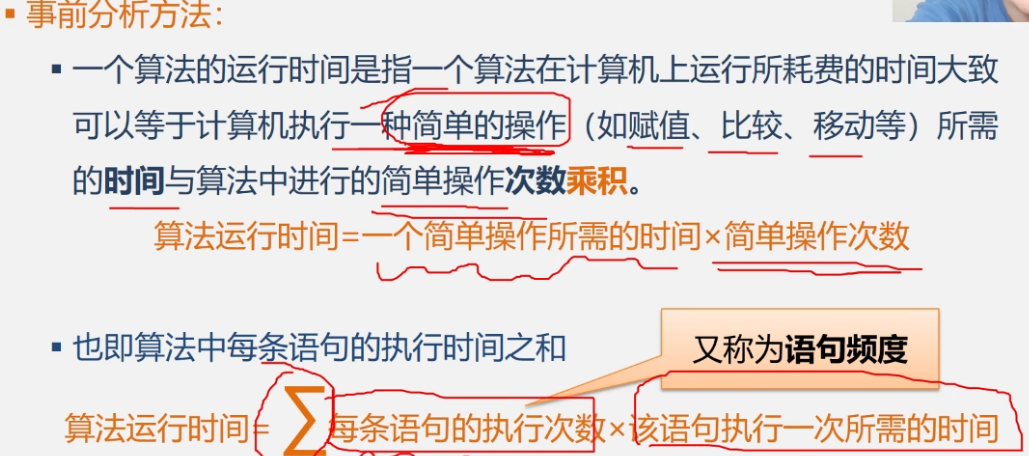 ▪ 事前分析方法：
▪ 一个算法的运行时间是指一个算法在计算机上运行所耗费的时间大致
可以等于计算机执行一种简单的操作（如赋值、比较、移动等）所需
的时间与算法中进行的简单操作次数乘积。
算法运行时间=一个简单操作所需的时间×简单操作次数
▪ 也即算法中每条语句的执行时间之和
又称为语句频度
算法运行时间= ∑ 每条语句的执行次数×该语句执行一次所需的时间